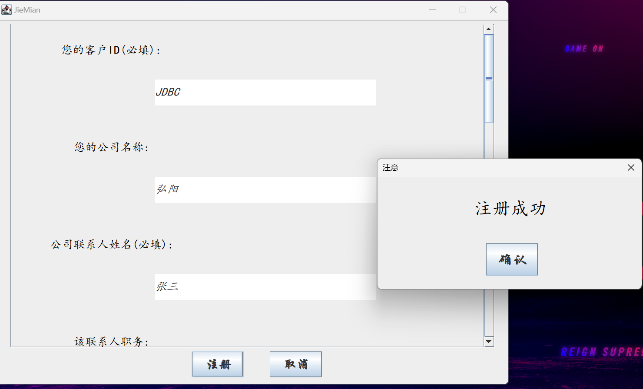 JieMian
GAME ON
您的客户ID(必填):
JDBC
您的公司名称:
弘阳
公司联系人姓名(必填):
张三
该联系人职务:
注册
取消
注意
注册成功
确认
REIGN SUPREM